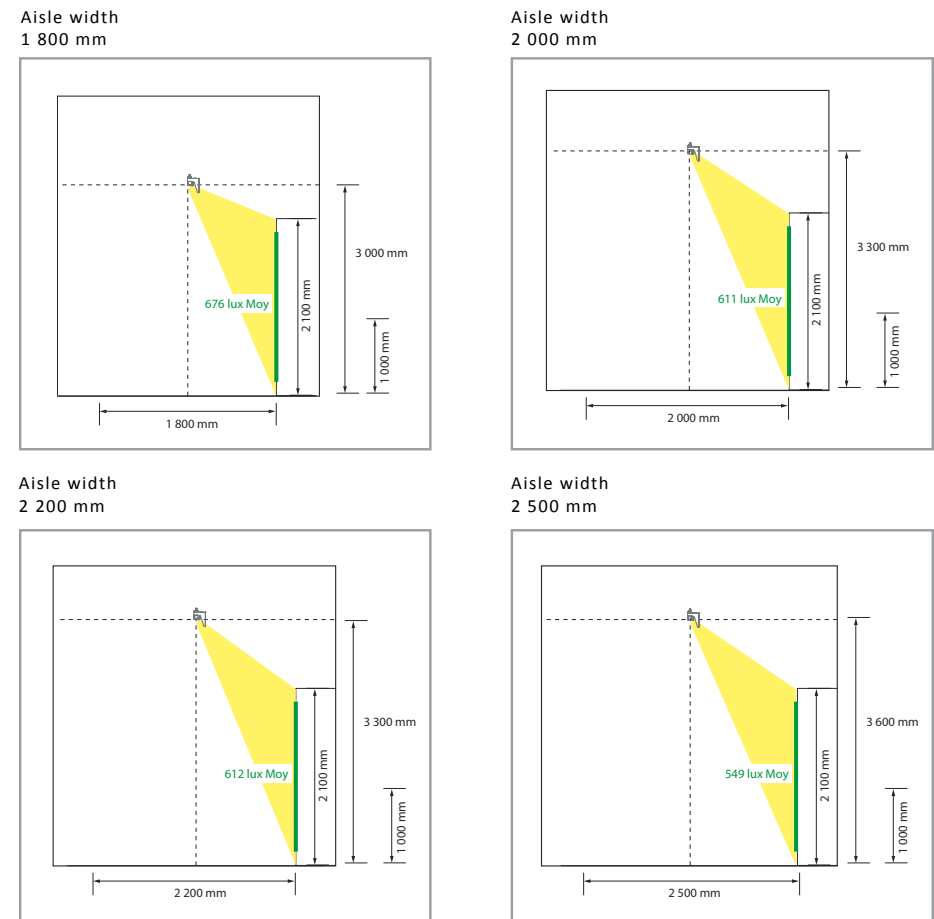 Aisle width
1 800 mm
676 lux Moy
3 000 mm
2 100 mm
1 000 mm
1 800 mm
Aisle width
2 000 mm
611 lux Moy
3 300 mm
2 100 mm
1 000 mm
2 000 mm
Aisle width
2 200 mm
612 lux Moy
3 300 mm
2 100 mm
1 000 mm
2 200 mm
Aisle width
2 500 mm
549 lux Moy
3 600 mm
2 100 mm
1 000 mm
2 500 mm